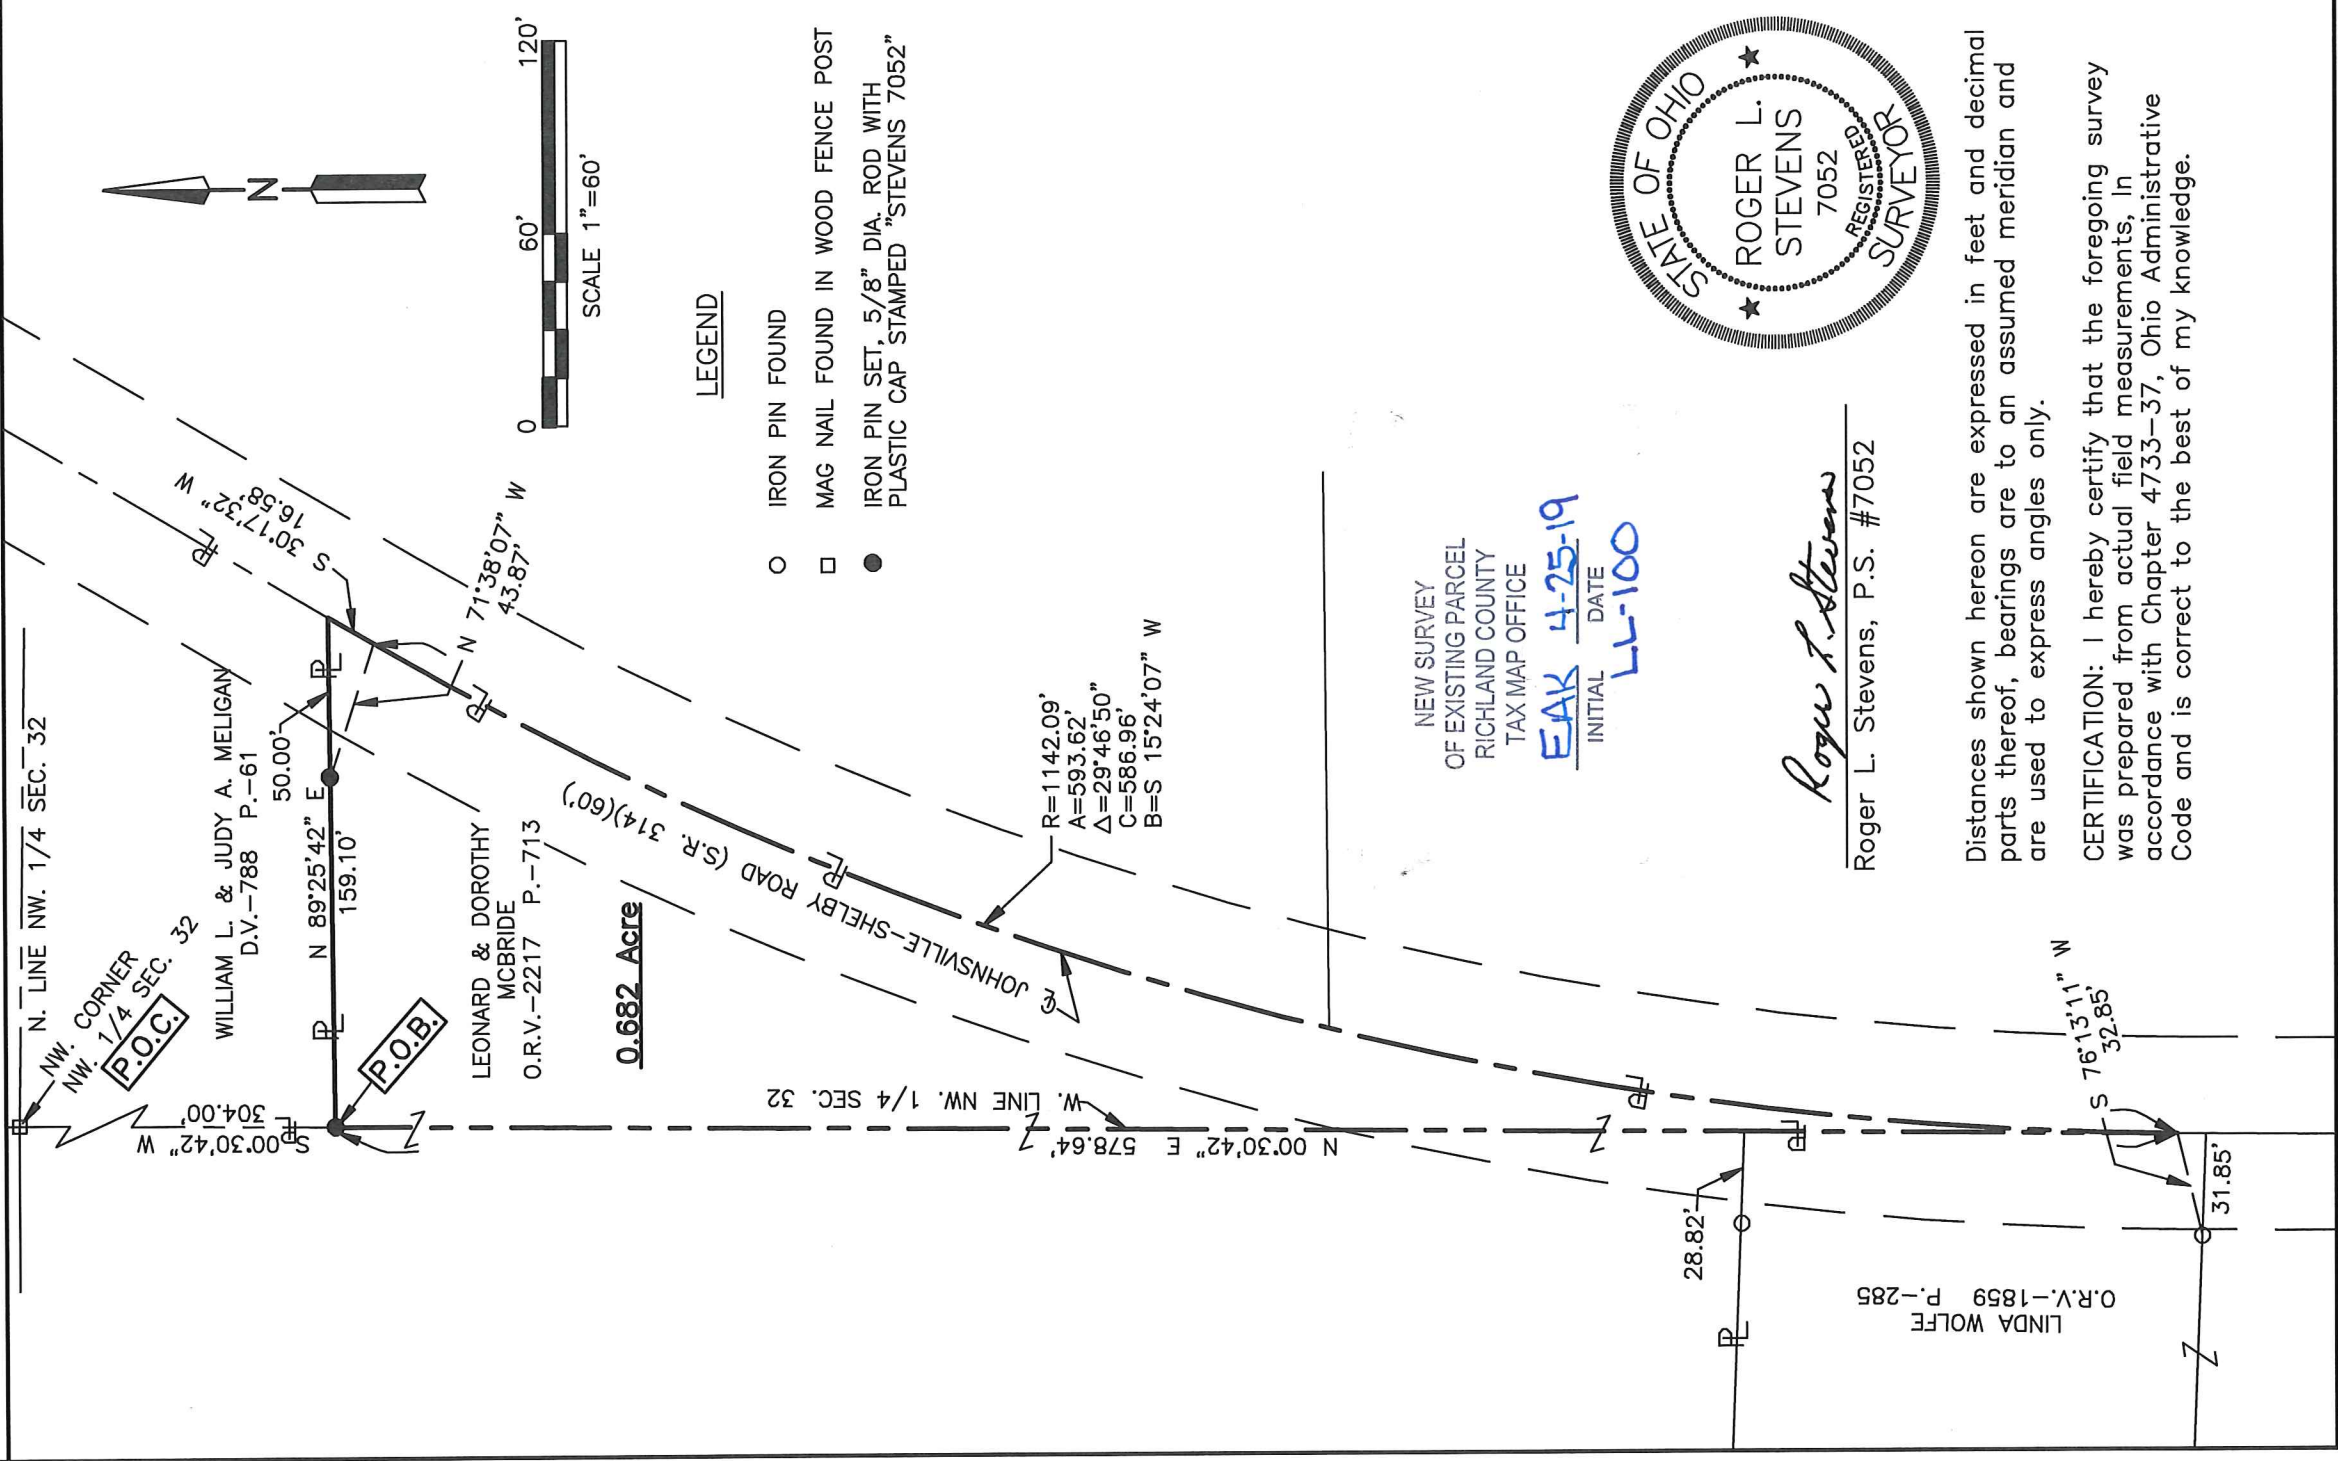 N. LINE NW. 1/4 SEC. 32
NW. CORNER
NW. 1/4 SEC. 32
P.O.C.
S 00°30'42" W
304.00'
WILLIAM L. & JUDY A. MELIGAN
D.V.-788 P.-61
50.00'
N 89°25'42" E
159.10'
P.O.B.
S 30°17'32" W
16.58'
N 71°38'07" W
43.87'
LEONARD & DOROTHY
MCBRIDE
O.R.V.-2217 P.-713
0.682 Acre
JOHNSVILLE-SHELBY ROAD (S.R. 314)(60')
W. LINE NW. 1/4 SEC. 32
N 00°30'42" E 578.64'
R=1142.09'
A=593.62'
Δ=29°46'50"
C=586.96'
B=S 15°24'07" W
28.82'
S 76°13'11" W
32.85'
31.85'
LINDA WOLFE
O.R.V.-1859 P.-285
N
0 60' 120'
SCALE 1"=60'
LEGEND
IRON PIN FOUND
MAG NAIL FOUND IN WOOD FENCE POST
IRON PIN SET, 5/8" DIA. ROD WITH
PLASTIC CAP STAMPED "STEVENS 7052"
NEW SURVEY
OF EXISTING PARCEL
RICHLAND COUNTY
TAX MAP OFFICE
EAK 4-25-19
INITIAL DATE
LL-100
STATE OF OHIO
ROGER L.
STEVENS
7052
REGISTERED
SURVEYOR
Roger L. Stevens
Roger L. Stevens, P.S. #7052
Distances shown hereon are expressed in feet and decimal
parts thereof, bearings are to an assumed meridian and
are used to express angles only.
CERTIFICATION: I hereby certify that the foregoing survey
was prepared from actual field measurements, In
accordance with Chapter 4733-37, Ohio Administrative
Code and is correct to the best of my knowledge.